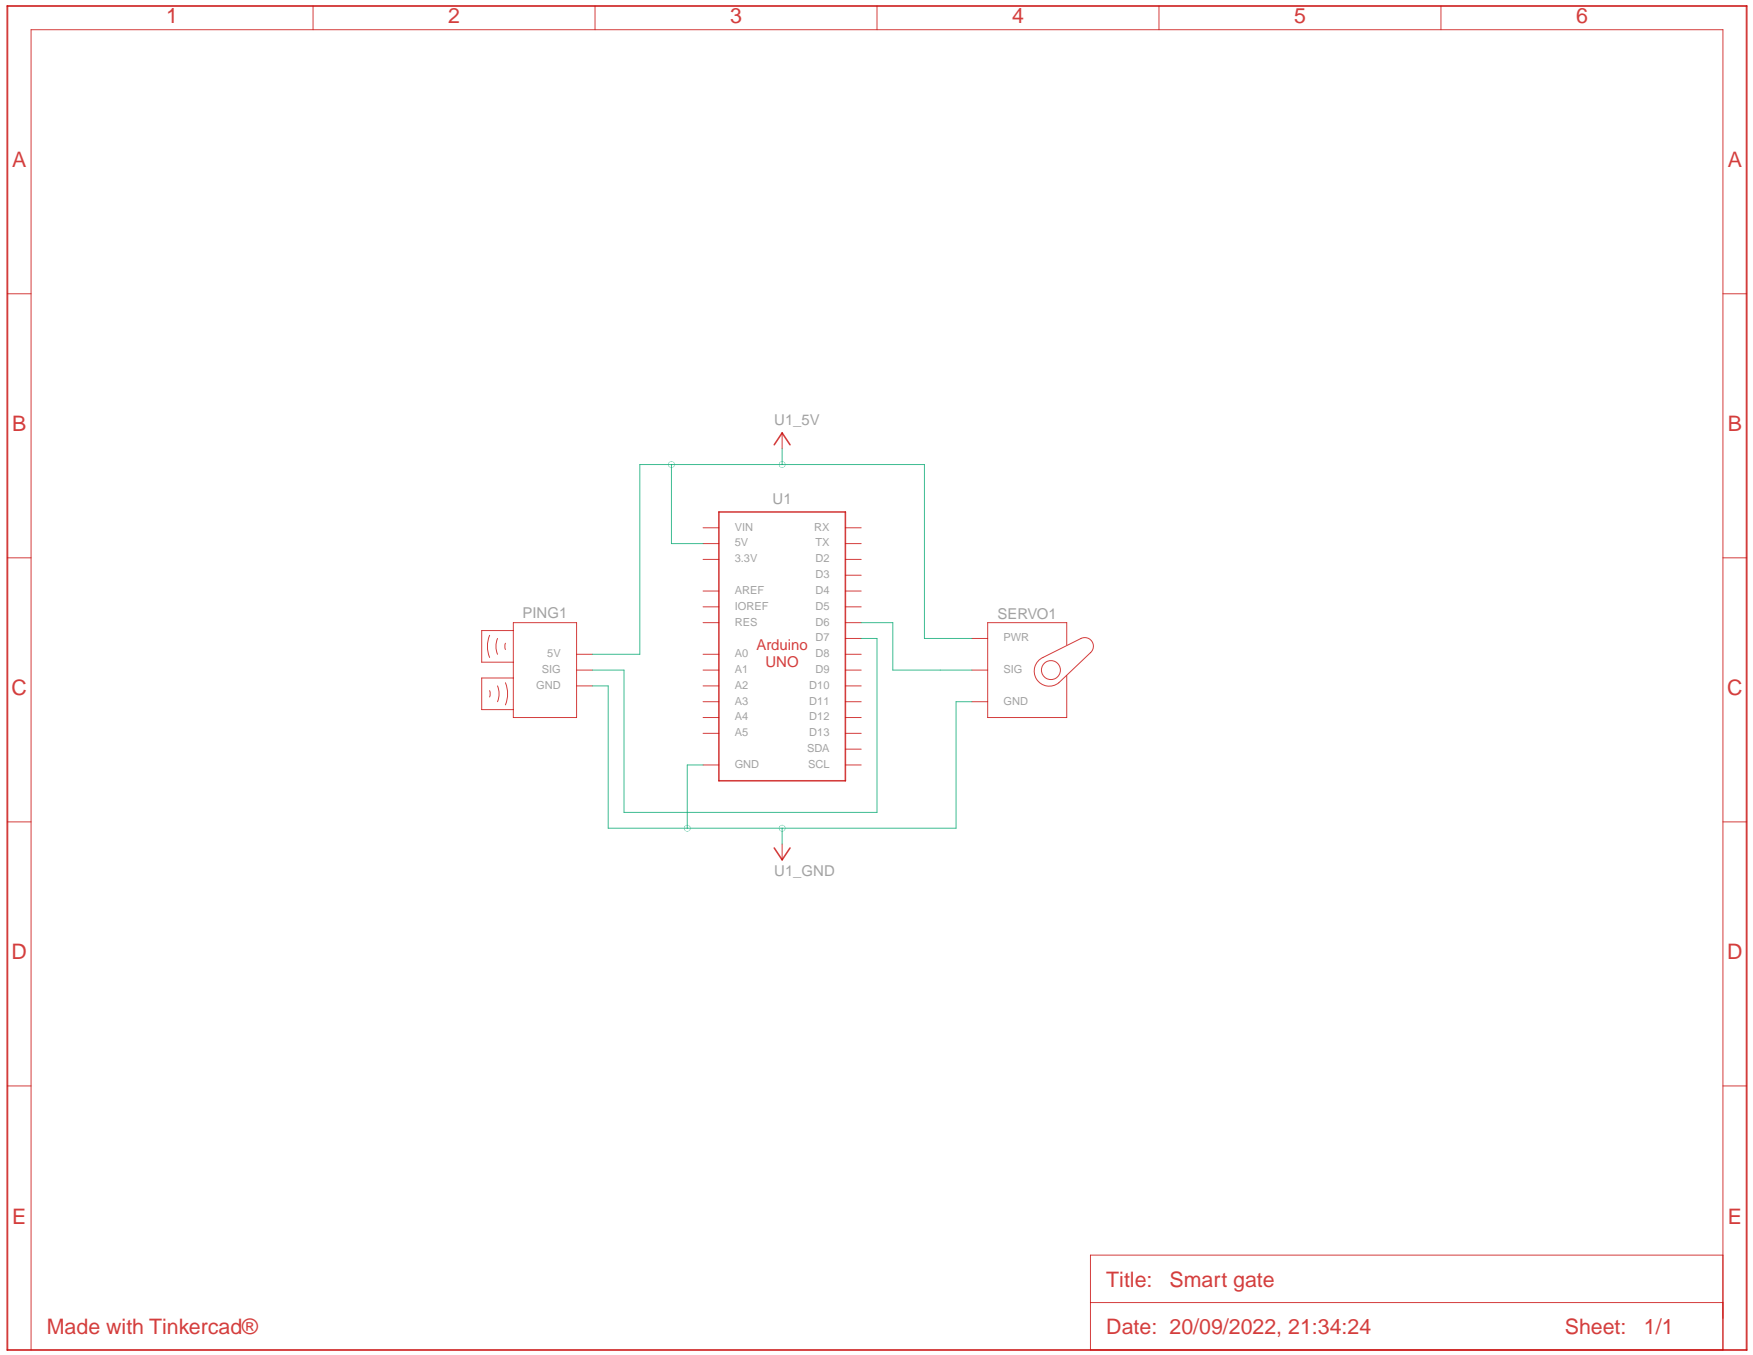 1 2 3 4 5 6
A A
B B
U1_5V
U1
VIN RX
5V TX
3.3V D2
D3
AREF D4
IOREF D5
RES D6
D7
Arduino
UNO
A0 D8
A1 D9
A2 D10
A3 D11
A4 D12
A5 D13
SDA
GND SCL
PING1
5V
SIG
GND
SERVO1
PWR
SIG
GND
C C
U1_GND
D D
E E
Title: Smart gate
Made with Tinkercad®
Date: 20/09/2022, 21:34:24 Sheet: 1/1